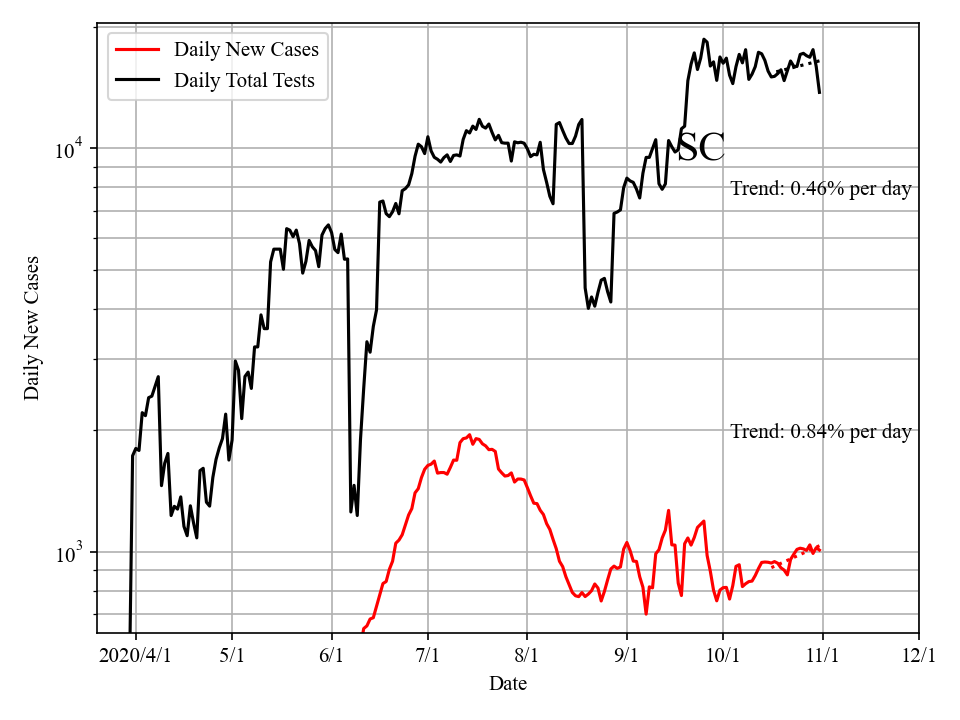 Daily New Cases
Daily Total Tests
10^4
SC
Trend: 0.46% per day
Daily New Cases
Trend: 0.84% per day
10^3
2020/4/1 5/1 6/1 7/1 8/1 9/1 10/1 11/1 12/1
Date